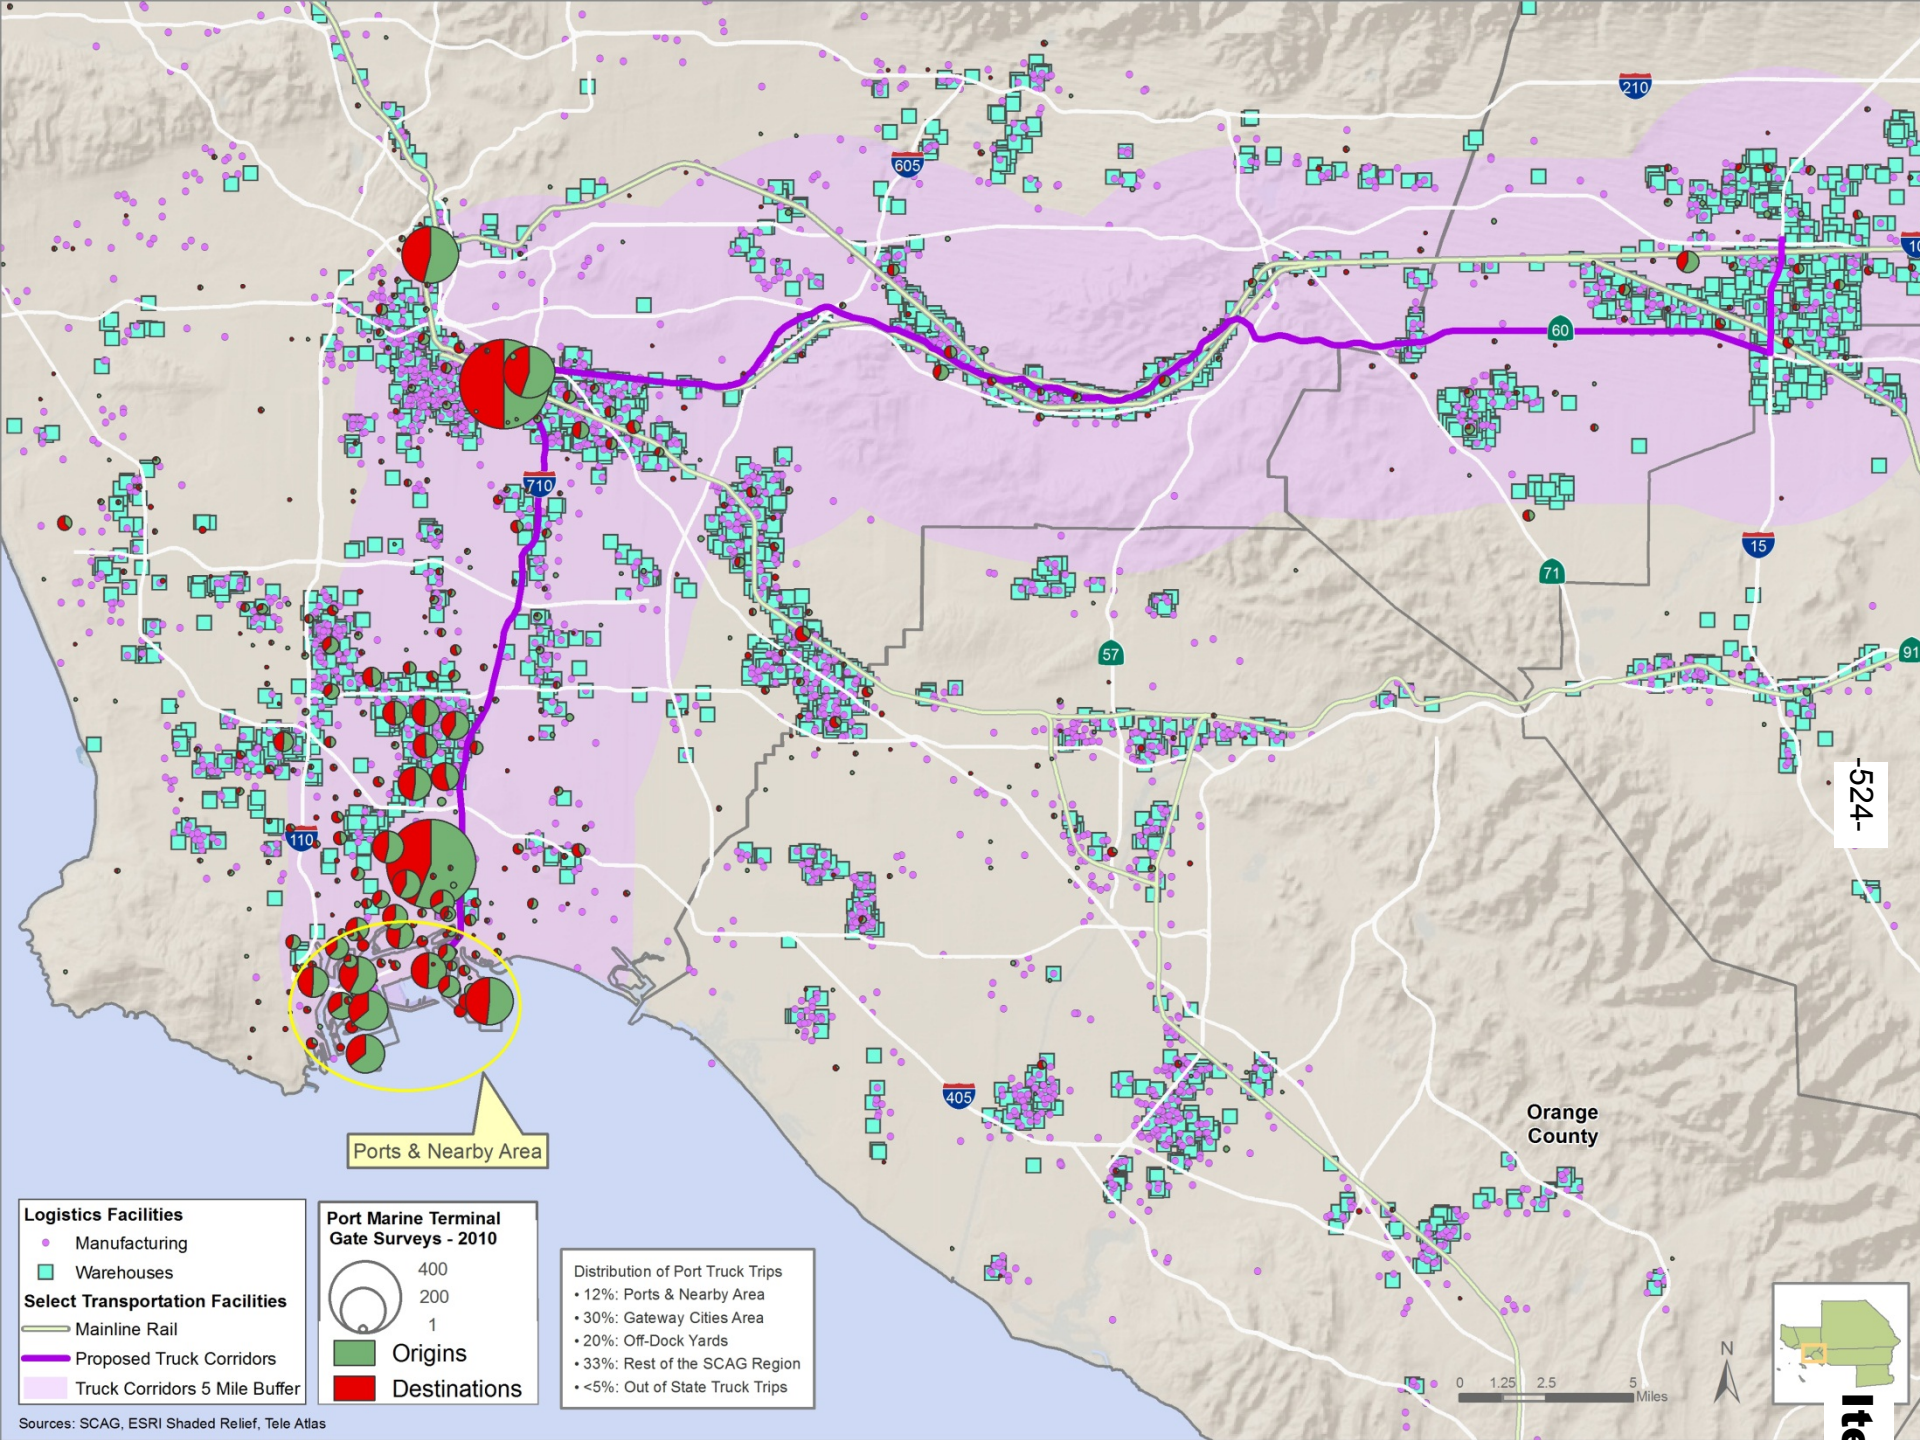 210
605
10
60
710
15
71
57
91
-524-
110
Ports & Nearby Area
405
Orange
County
Logistics Facilities
Manufacturing
Warehouses
Select Transportation Facilities
Mainline Rail
Proposed Truck Corridors
Truck Corridors 5 Mile Buffer
Port Marine Terminal
Gate Surveys - 2010
400
200
1
Origins
Destinations
Distribution of Port Truck Trips
• 12%: Ports & Nearby Area
• 30%: Gateway Cities Area
• 20%: Off-Dock Yards
• 33%: Rest of the SCAG Region
• <5%: Out of State Truck Trips
N
0 1.25 2.5 5
Miles
Sources: SCAG, ESRI Shaded Relief, Tele Atlas